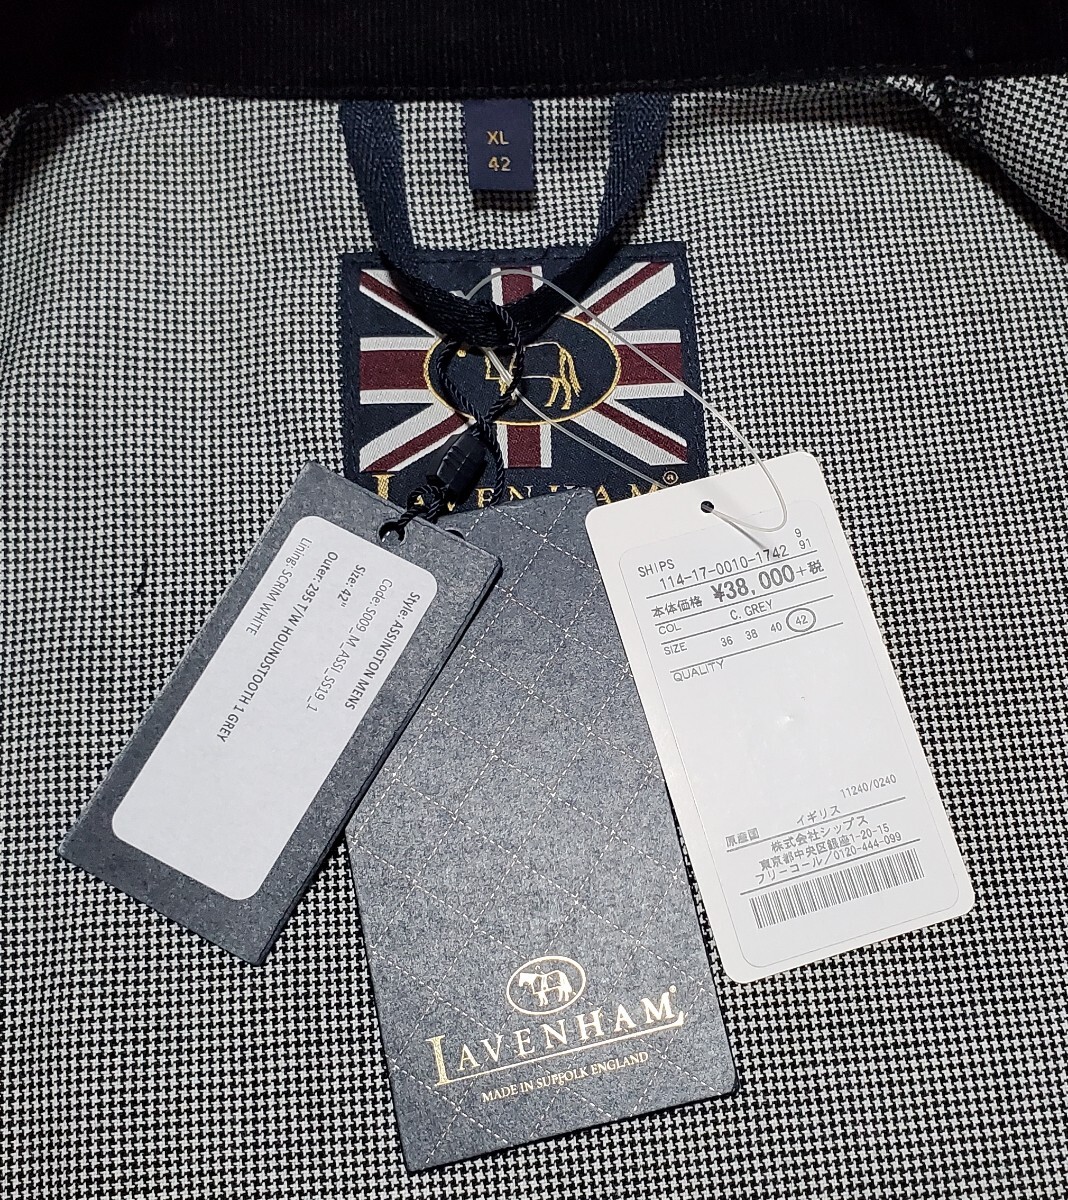 XL
42
LAVENHAM®
Style: ASSINGTON MENS
Code: S009_M_ASSI_SS19_1
Size: 42"
Outer: 295T/W HOUNDSTOOTH 1 GREY
Lining: SCRIM WHITE
LAVENHAM®
MADE IN SUFFOLK ENGLAND
SHIPS 9
114-17-0010-1742 91
本体価格 ¥38,000+税
COL C.GREY
SIZE 36 38 40 42
QUALITY
11240/0240
原産国 イギリス
株式会社シップス
東京都中央区銀座1-20-15
フリーコール/0120-444-099